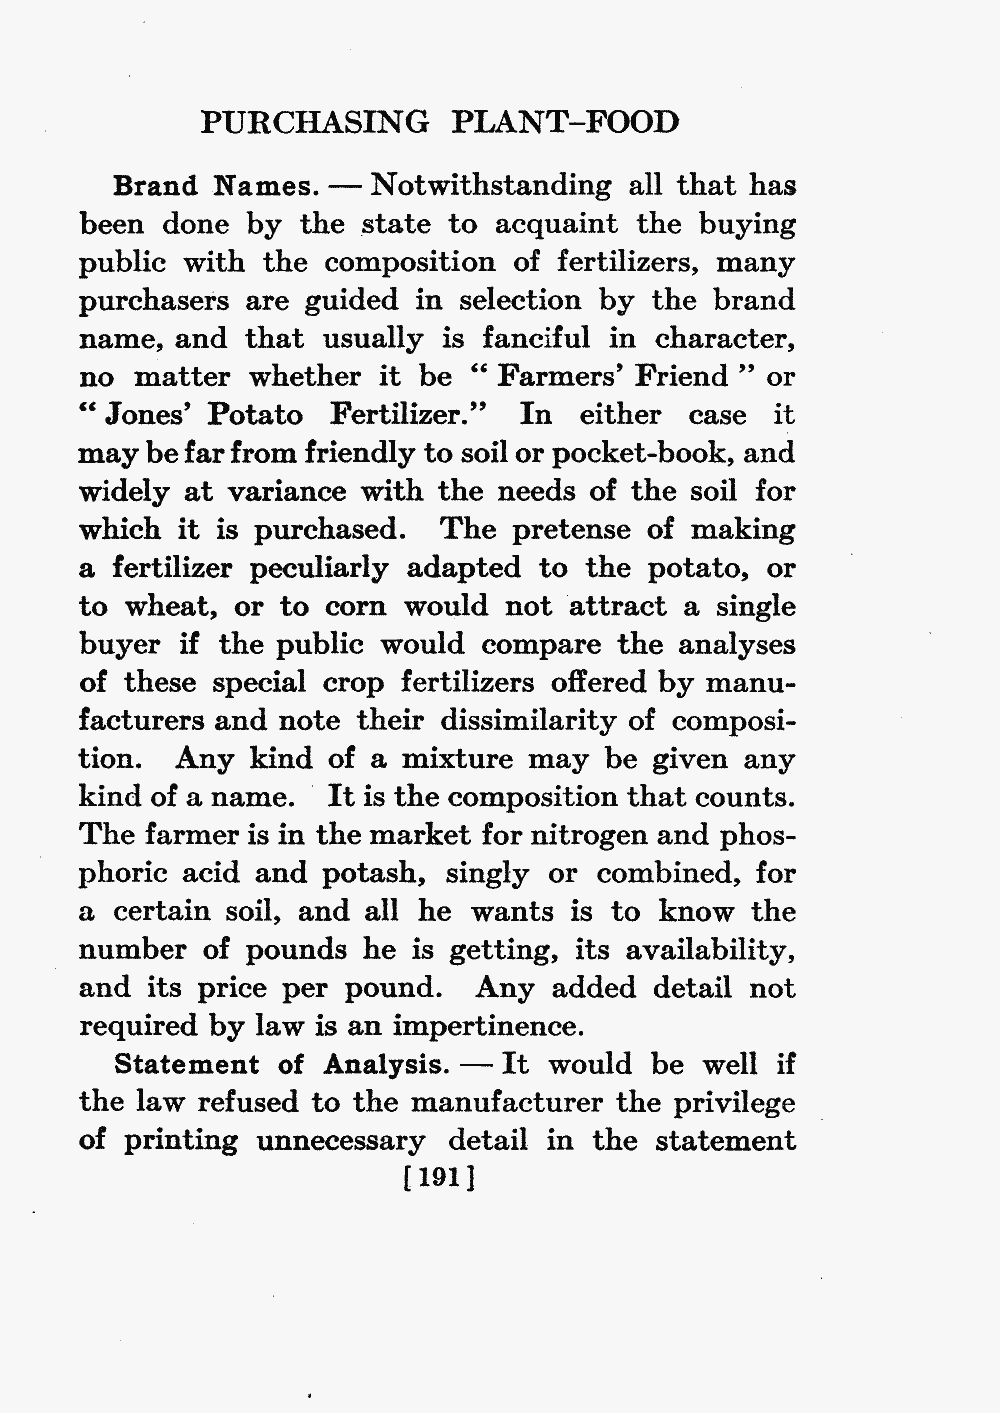 PURCHASING PLANT-FOOD
Brand Names. — Notwithstanding all that has
been done by the state to acquaint the buying
public with the composition of fertilizers, many
purchasers are guided in selection by the brand
name, and that usually is fanciful in character,
no matter whether it be “ Farmers’ Friend ” or
“ Jones’ Potato Fertilizer.” In either case it
may be far from friendly to soil or pocket-book, and
widely at variance with the needs of the soil for
which it is purchased. The pretense of making
a fertilizer peculiarly adapted to the potato, or
to wheat, or to corn would not attract a single
buyer if the public would compare the analyses
of these special crop fertilizers offered by manu-
facturers and note their dissimilarity of composi-
tion. Any kind of a mixture may be given any
kind of a name. It is the composition that counts.
The farmer is in the market for nitrogen and phos-
phoric acid and potash, singly or combined, for
a certain soil, and all he wants is to know the
number of pounds he is getting, its availability,
and its price per pound. Any added detail not
required by law is an impertinence.
Statement of Analysis. — It would be well if
the law refused to the manufacturer the privilege
of printing unnecessary detail in the statement
[ 191 ]